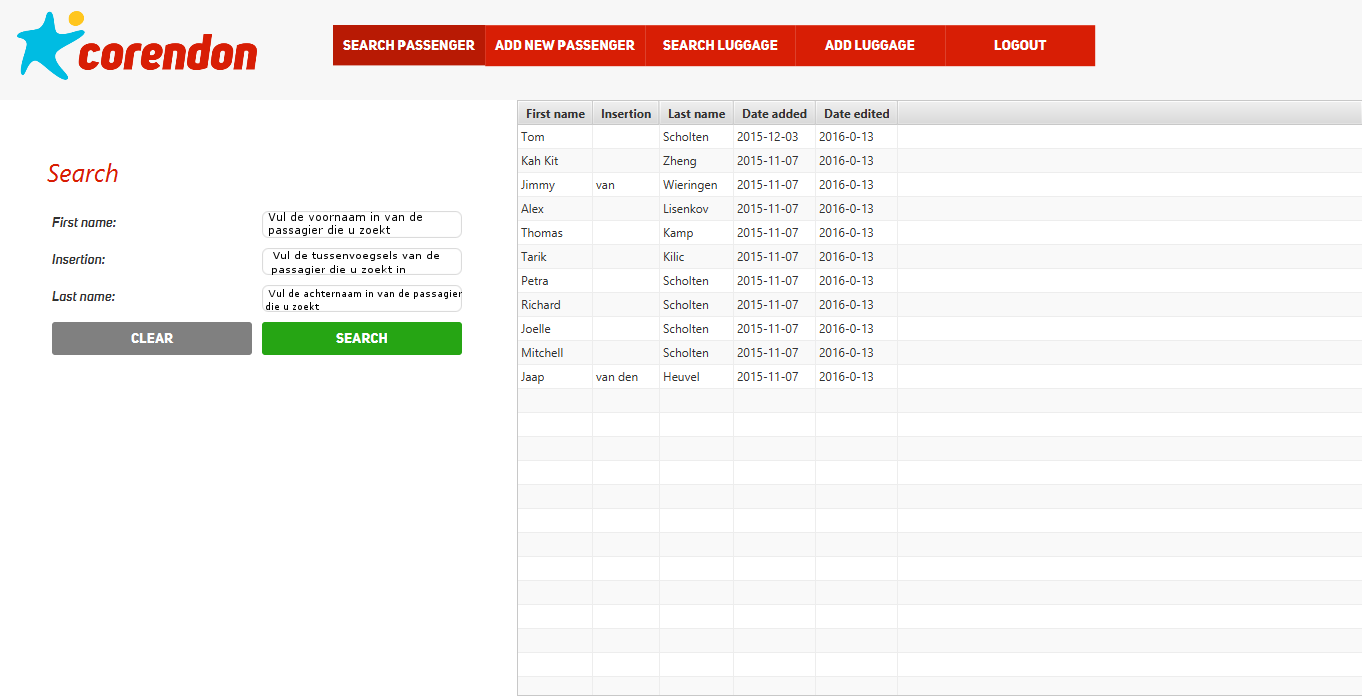 corendon
SEARCH PASSENGER ADD NEW PASSENGER SEARCH LUGGAGE ADD LUGGAGE LOGOUT
Search
First name:
Vul de voornaam in van de
passagier die u zoekt
Insertion:
Vul de tussenvoegsels van de
passagier die u zoekt in
Last name:
Vul de achternaam in van de passagier
die u zoekt
CLEAR SEARCH
First name Insertion Last name Date added Date edited
Tom Scholten 2015-12-03 2016-0-13
Kah Kit Zheng 2015-11-07 2016-0-13
Jimmy van Wieringen 2015-11-07 2016-0-13
Alex Lisenkov 2015-11-07 2016-0-13
Thomas Kamp 2015-11-07 2016-0-13
Tarik Kilic 2015-11-07 2016-0-13
Petra Scholten 2015-11-07 2016-0-13
Richard Scholten 2015-11-07 2016-0-13
Joelle Scholten 2015-11-07 2016-0-13
Mitchell Scholten 2015-11-07 2016-0-13
Jaap van den Heuvel 2015-11-07 2016-0-13